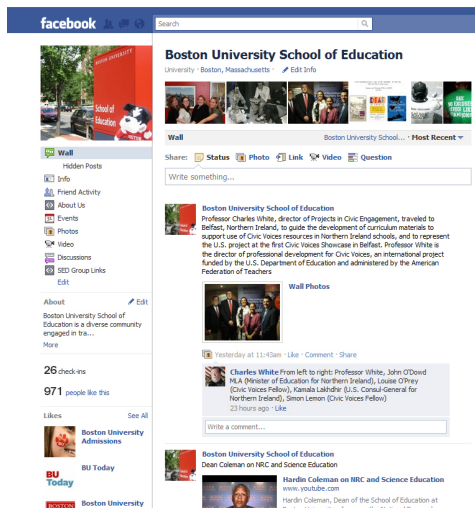 facebook
Search
Boston University School of Education
University · Boston, Massachusetts · Edit Info
BOSTON UNIVERSITY
School of
Education
Wall
Boston University School... · Most Recent
Share: Status Photo Link Video Question
Write something...
Wall
Hidden Posts
Info
Friend Activity
About Us
Events
Photos
Video
Discussions
SED Group Links
Edit
About Edit
Boston University School of
Education is a diverse community
engaged in tra...
More
26 check-ins
971 people like this
Likes See All
Boston University
Admissions
BU
Today
BU Today
BOSTON
Boston University
Boston University School of Education
Professor Charles White, director of Projects in Civic Engagement, traveled to
Belfast, Northern Ireland, to guide the development of curriculum materials to
support use of Civic Voices resources in Northern Ireland schools, and to represent
the U.S. project at the first Civic Voices Showcase in Belfast. Professor White is
the director of professional development for Civic Voices, an international project
funded by the U.S. Department of Education and administered by the American
Federation of Teachers
Wall Photos
Yesterday at 11:43am · Like · Comment · Share
Charles White From left to right: Professor White, John O'Dowd
MLA (Minister of Education for Northern Ireland), Louise O'Prey
(Civic Voices Fellow), Kamala Lakhdhir (U.S. Consul-General for
Northern Ireland), Simon Lemon (Civic Voices Fellow)
23 hours ago · Like
Write a comment...
Boston University School of Education
Dean Coleman on NRC and Science Education
Hardin Coleman on NRC and Science Education
www.youtube.com
Hardin Coleman, Dean of the School of Education at